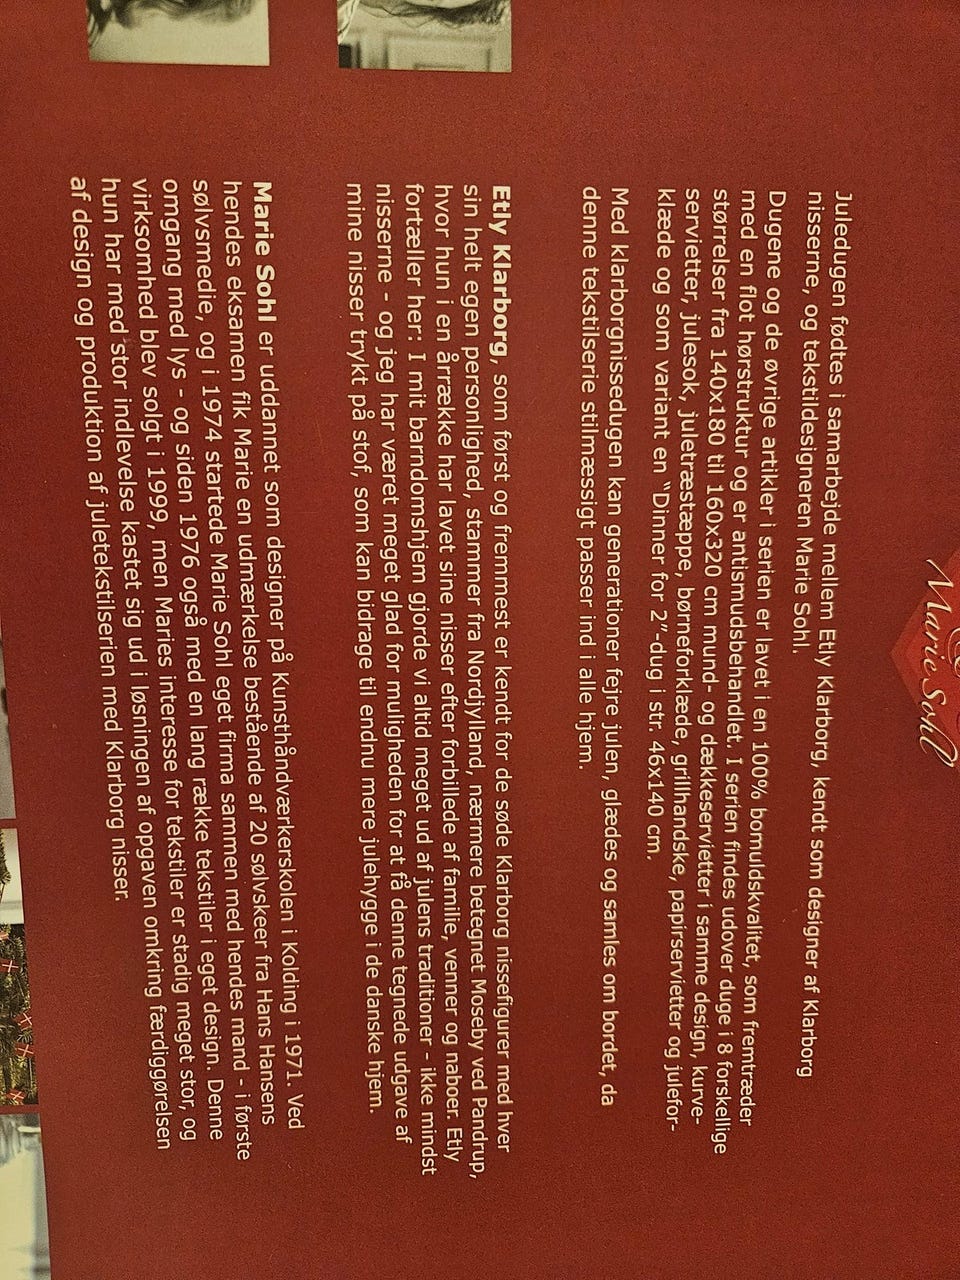 Marie Sohl
Juledugen fødtes i samarbejde mellem Etly Klarborg, kendt som designer af Klarborg
nisserne, og tekstildesigneren Marie Sohl.
Dugene og de øvrige artikler i serien er lavet i en 100% bomuldskvalitet, som fremtræder
med en flot hørstruktur og er antismudsbehandlet. I serien findes udover duge i 8 forskellige
størrelser fra 140x180 til 160x320 cm mund- og dækkeservietter i samme design, kurve-
servietter, julesok, juletræstæppe, børneforklæde, grillhandske, papirservietter og julefor-
klæde og som variant en "Dinner for 2"-dug i str. 46x140 cm.
Med klarborgnissedugen kan generationer fejre julen, glædes og samles om bordet, da
denne tekstilserie stilmæssigt passer ind i alle hjem.
Etly Klarborg, som først og fremmest er kendt for de søde Klarborg nissefigurer med hver
sin helt egen personlighed, stammer fra Nordjylland, nærmere betegnet Moseby ved Pandrup,
hvor hun i en årrække har lavet sine nisser efter forbillede af familie, venner og naboer. Etly
fortæller her: I mit barndomshjem gjorde vi altid meget ud af julens traditioner - ikke mindst
nisserne - og jeg har været meget glad for muligheden for at få denne tegnede udgave af
mine nisser trykt på stof, som kan bidrage til endnu mere julehygge i de danske hjem.
Marie Sohl er uddannet som designer på Kunsthåndværkerskolen i Kolding i 1971. Ved
hendes eksamen fik Marie en udmærkelse bestående af 20 sølvskeer fra Hans Hansens
sølvsmedie, og i 1974 startede Marie Sohl eget firma sammen med hendes mand - i første
omgang med lys - og siden 1976 også med en lang række tekstiler i eget design. Denne
virksomhed blev solgt i 1999, men Maries interesse for tekstiler er stadig meget stor, og
hun har med stor indlevelse kastet sig ud i løsningen af opgaven omkring færdiggørelsen
af design og produktion af juletekstilserien med Klarborg nisser.